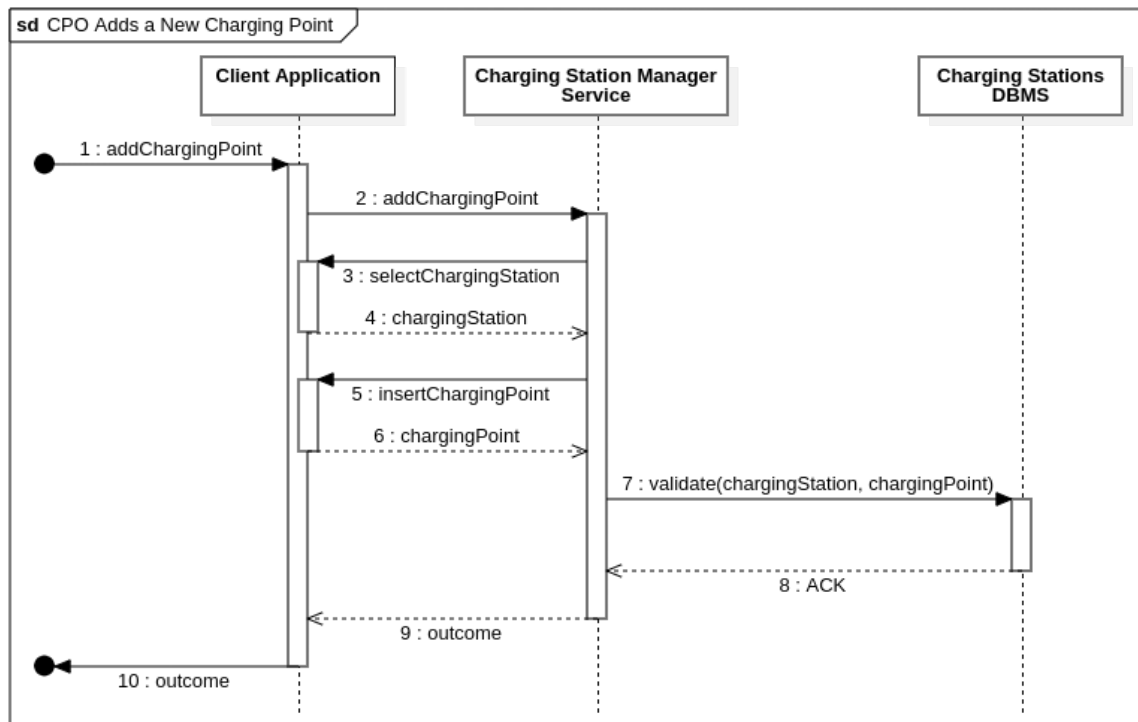 sd CPO Adds a New Charging Point
Client Application
Charging Station Manager
Service
Charging Stations
DBMS
1 : addChargingPoint
2 : addChargingPoint
3 : selectChargingStation
4 : chargingStation
5 : insertChargingPoint
6 : chargingPoint
7 : validate(chargingStation, chargingPoint)
8 : ACK
9 : outcome
10 : outcome